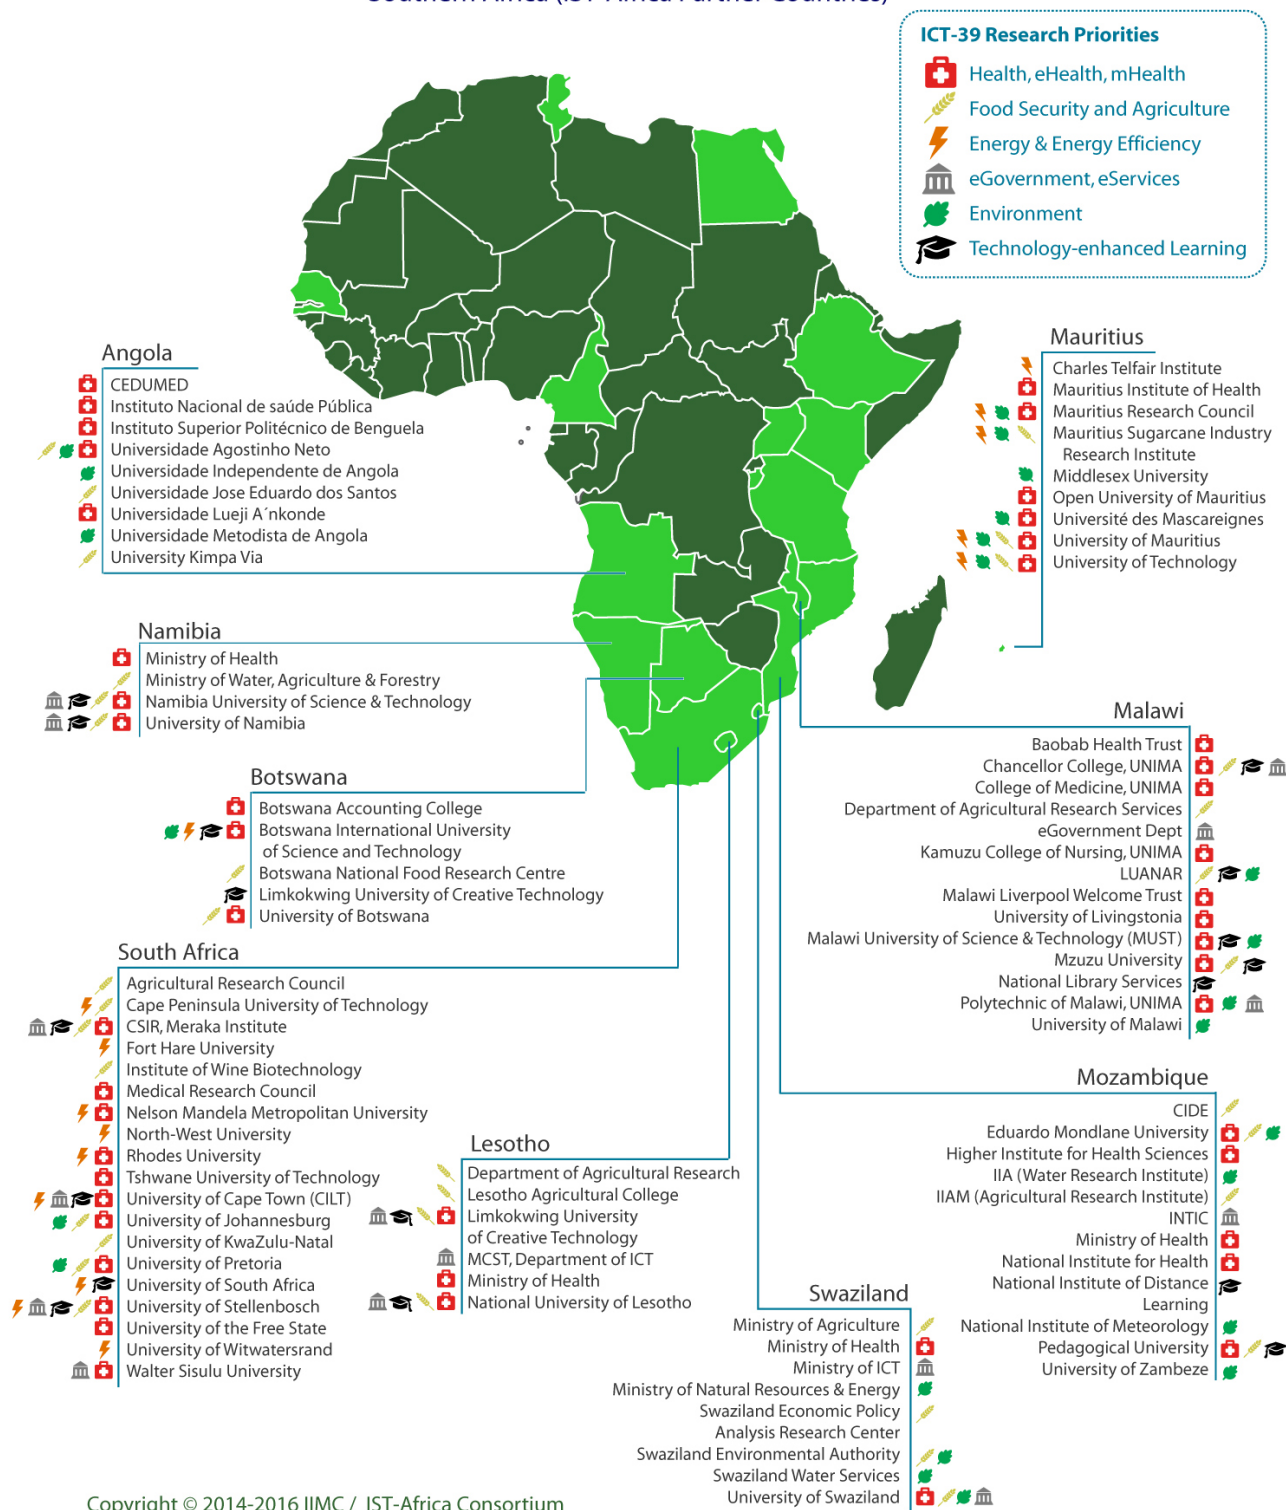 Southern Africa (IST-Africa Partner Countries)
ICT-39 Research Priorities
Health, eHealth, mHealth
Food Security and Agriculture
Energy & Energy Efficiency
eGovernment, eServices
Environment
Technology-enhanced Learning
Angola
CEDUMED
Instituto Nacional de saúde Pública
Instituto Superior Politécnico de Benguela
Universidade Agostinho Neto
Universidade Independente de Angola
Universidade Jose Eduardo dos Santos
Universidade Lueji A´nkonde
Universidade Metodista de Angola
University Kimpa Via
Mauritius
Charles Telfair Institute
Mauritius Institute of Health
Mauritius Research Council
Mauritius Sugarcane Industry
Research Institute
Middlesex University
Open University of Mauritius
Université des Mascareignes
University of Mauritius
University of Technology
Namibia
Ministry of Health
Ministry of Water, Agriculture & Forestry
Namibia University of Science & Technology
University of Namibia
Botswana
Botswana Accounting College
Botswana International University
of Science and Technology
Botswana National Food Research Centre
Limkokwing University of Creative Technology
University of Botswana
Malawi
Baobab Health Trust
Chancellor College, UNIMA
College of Medicine, UNIMA
Department of Agricultural Research Services
eGovernment Dept
Kamuzu College of Nursing, UNIMA
LUANAR
Malawi Liverpool Welcome Trust
University of Livingstonia
Malawi University of Science & Technology (MUST)
Mzuzu University
National Library Services
Polytechnic of Malawi, UNIMA
University of Malawi
South Africa
Agricultural Research Council
Cape Peninsula University of Technology
CSIR, Meraka Institute
Fort Hare University
Institute of Wine Biotechnology
Medical Research Council
Nelson Mandela Metropolitan University
North-West University
Rhodes University
Tshwane University of Technology
University of Cape Town (CILT)
University of Johannesburg
University of KwaZulu-Natal
University of Pretoria
University of South Africa
University of Stellenbosch
University of the Free State
University of Witwatersrand
Walter Sisulu University
Lesotho
Department of Agricultural Research
Lesotho Agricultural College
Limkokwing University
of Creative Technology
MCST, Department of ICT
Ministry of Health
National University of Lesotho
Mozambique
CIDE
Eduardo Mondlane University
Higher Institute for Health Sciences
IIA (Water Research Institute)
IIAM (Agricultural Research Institute)
INTIC
Ministry of Health
National Institute for Health
National Institute of Distance
Learning
National Institute of Meteorology
Pedagogical University
University of Zambeze
Swaziland
Ministry of Agriculture
Ministry of Health
Ministry of ICT
Ministry of Natural Resources & Energy
Swaziland Economic Policy
Analysis Research Center
Swaziland Environmental Authority
Swaziland Water Services
University of Swaziland
Copyright © 2014-2016 IIMC / IST-Africa Consortium